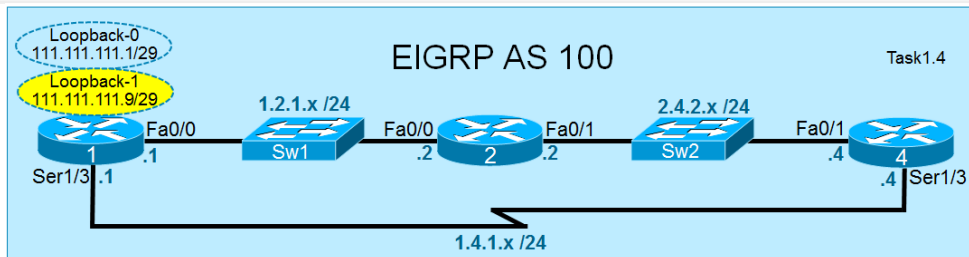 Loopback-0
111.111.111.1/29
EIGRP AS 100
Task1.4
Loopback-1
111.111.111.9/29
1.2.1.x /24
2.4.2.x /24
Fa0/0
Fa0/0
Fa0/1
Fa0/1
1
.1
Sw1
.2
2
.2
Sw2
.4
4
Ser1/3
.1
.4
Ser1/3
1.4.1.x /24